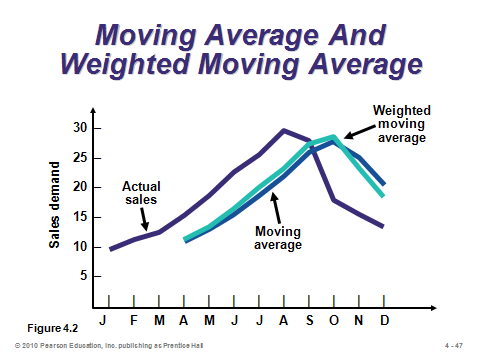 Moving Average And
Weighted Moving Average
Weighted
moving
average
Actual
sales
Moving
average
Sales demand
30
25
20
15
10
5
J F M A M J J A S O N D
Figure 4.2
© 2010 Pearson Education, Inc. publishing as Prentice Hall
4 - 47